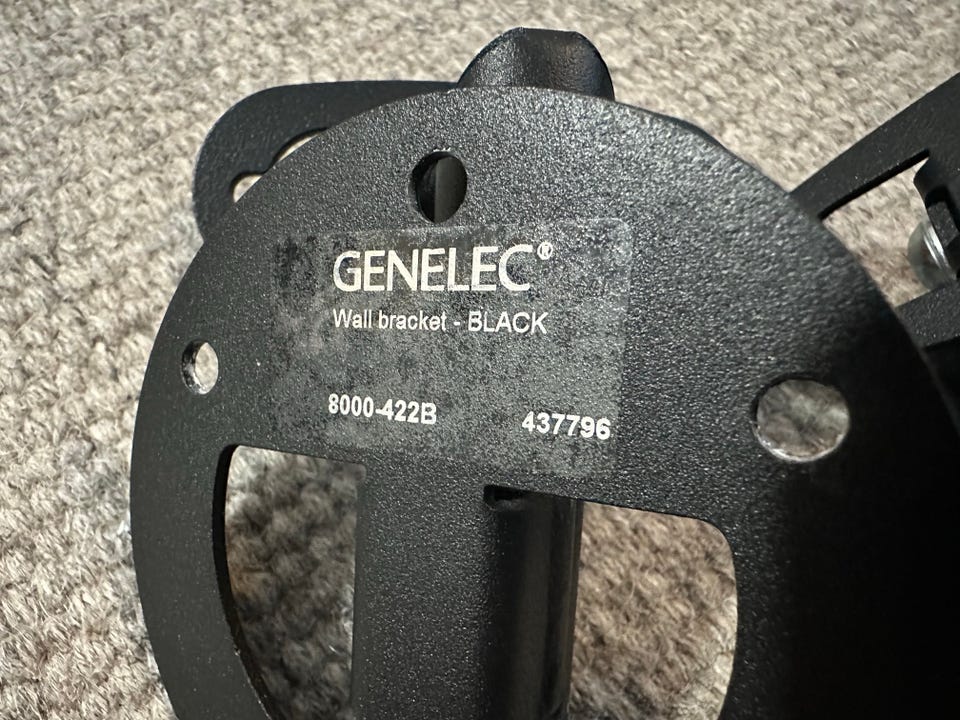 GENELEC®
Wall bracket - BLACK
8000-422B 437796